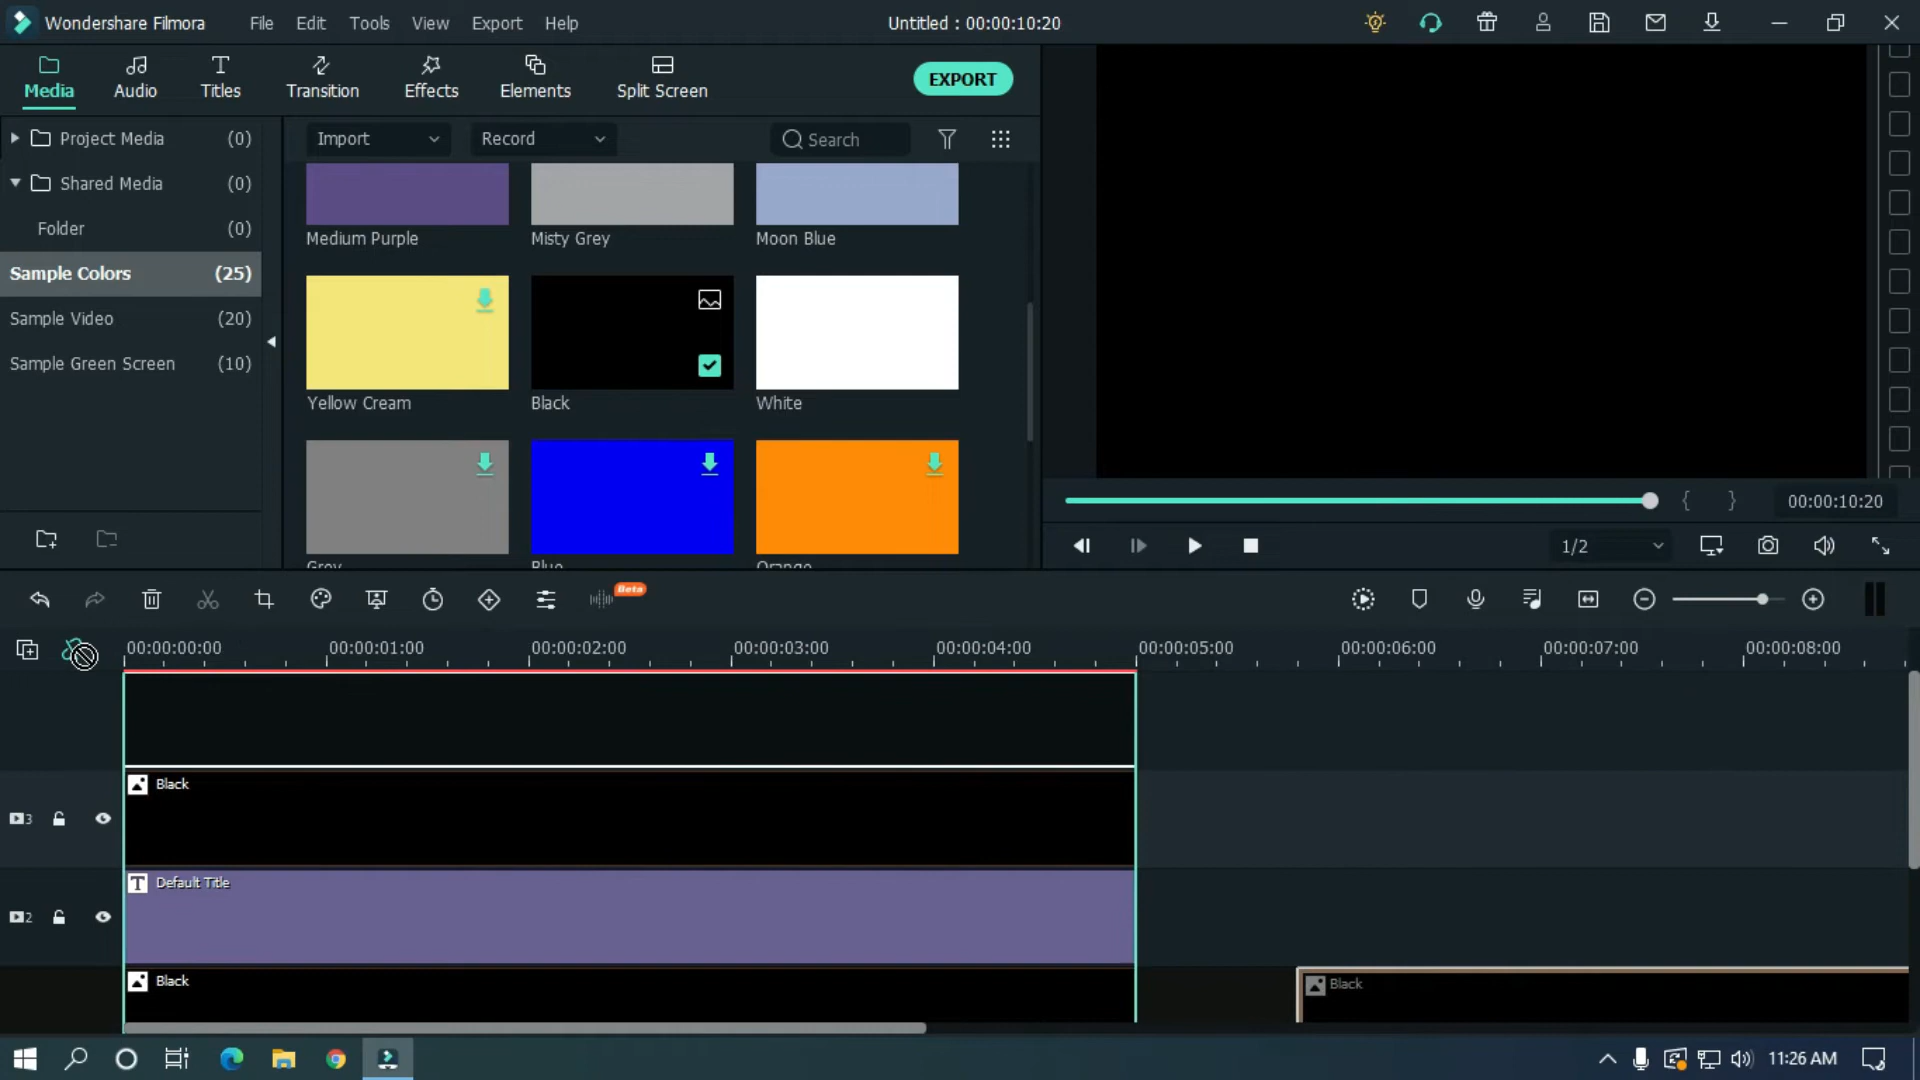 Wondershare Filmora File Edit Tools View Export Help Untitled : 00:00:10:20
Media Audio Titles Transition Effects Elements Split Screen EXPORT
Project Media (0)
Shared Media (0)
Folder (0)
Sample Colors (25)
Sample Video (20)
Sample Green Screen (10)
Import Record Search
Medium Purple Misty Grey Moon Blue
Yellow Cream Black White
Grey Blue Orange
00:00:10:20
1/2
Beta
00:00:00:00 00:00:01:00 00:00:02:00 00:00:03:00 00:00:04:00 00:00:05:00 00:00:06:00 00:00:07:00 00:00:08:00
Black
3
T Default Title
2
Black
Black
11:26 AM